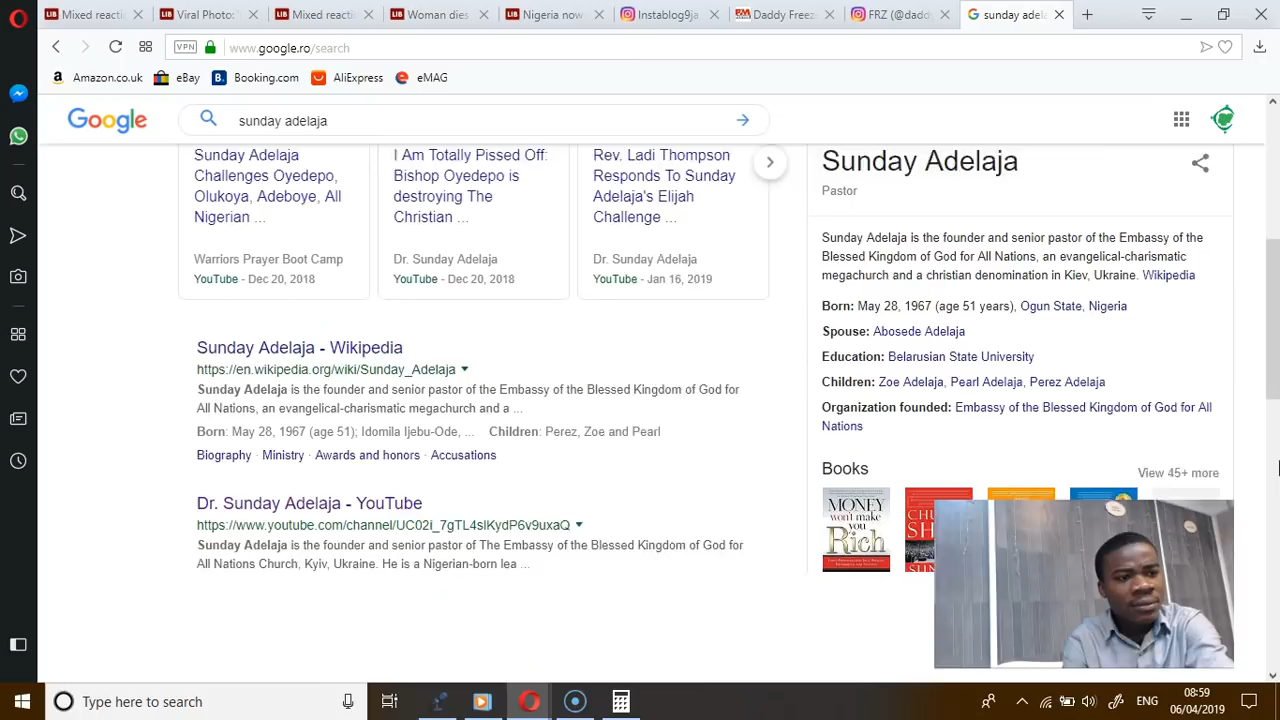 Mixed reacti
Viral Photo:
Mixed reacti
Woman dies
Nigeria now
Instablog9ja
Daddy Freez
FRZ (@dadd
sunday adela
VPN
www.google.ro/search
Amazon.co.uk
eBay
Booking.com
AliExpress
eMAG
Google
sunday adelaja
Sunday Adelaja
Challenges Oyedepo,
Olukoya, Adeboye, All
Nigerian ...
Warriors Prayer Boot Camp
YouTube - Dec 20, 2018
I Am Totally Pissed Off:
Bishop Oyedepo is
destroying The
Christian ...
Dr. Sunday Adelaja
YouTube - Dec 20, 2018
Rev. Ladi Thompson
Responds To Sunday
Adelaja's Elijah
Challenge ...
Dr. Sunday Adelaja
YouTube - Jan 16, 2019
Sunday Adelaja - Wikipedia
https://en.wikipedia.org/wiki/Sunday_Adelaja
Sunday Adelaja is the founder and senior pastor of the Embassy of the Blessed Kingdom of God for
All Nations, an evangelical-charismatic megachurch and a ...
Born: May 28, 1967 (age 51); Idomila Ijebu-Ode, ... Children: Perez, Zoe and Pearl
Biography · Ministry · Awards and honors · Accusations
Dr. Sunday Adelaja - YouTube
https://www.youtube.com/channel/UC02i_7gTL4slKydP6v9uxaQ
Sunday Adelaja is the founder and senior pastor of The Embassy of the Blessed Kingdom of God for
All Nations Church, Kyiv, Ukraine. He is a Nigerian-born lea ...
Sunday Adelaja
Pastor
Sunday Adelaja is the founder and senior pastor of the Embassy of the
Blessed Kingdom of God for All Nations, an evangelical-charismatic
megachurch and a christian denomination in Kiev, Ukraine. Wikipedia
Born: May 28, 1967 (age 51 years), Ogun State, Nigeria
Spouse: Abosede Adelaja
Education: Belarusian State University
Children: Zoe Adelaja, Pearl Adelaja, Perez Adelaja
Organization founded: Embassy of the Blessed Kingdom of God for All
Nations
Books
View 45+ more
MONEY
won't make
you
Rich
Type here to search
ENG
08:59
06/04/2019